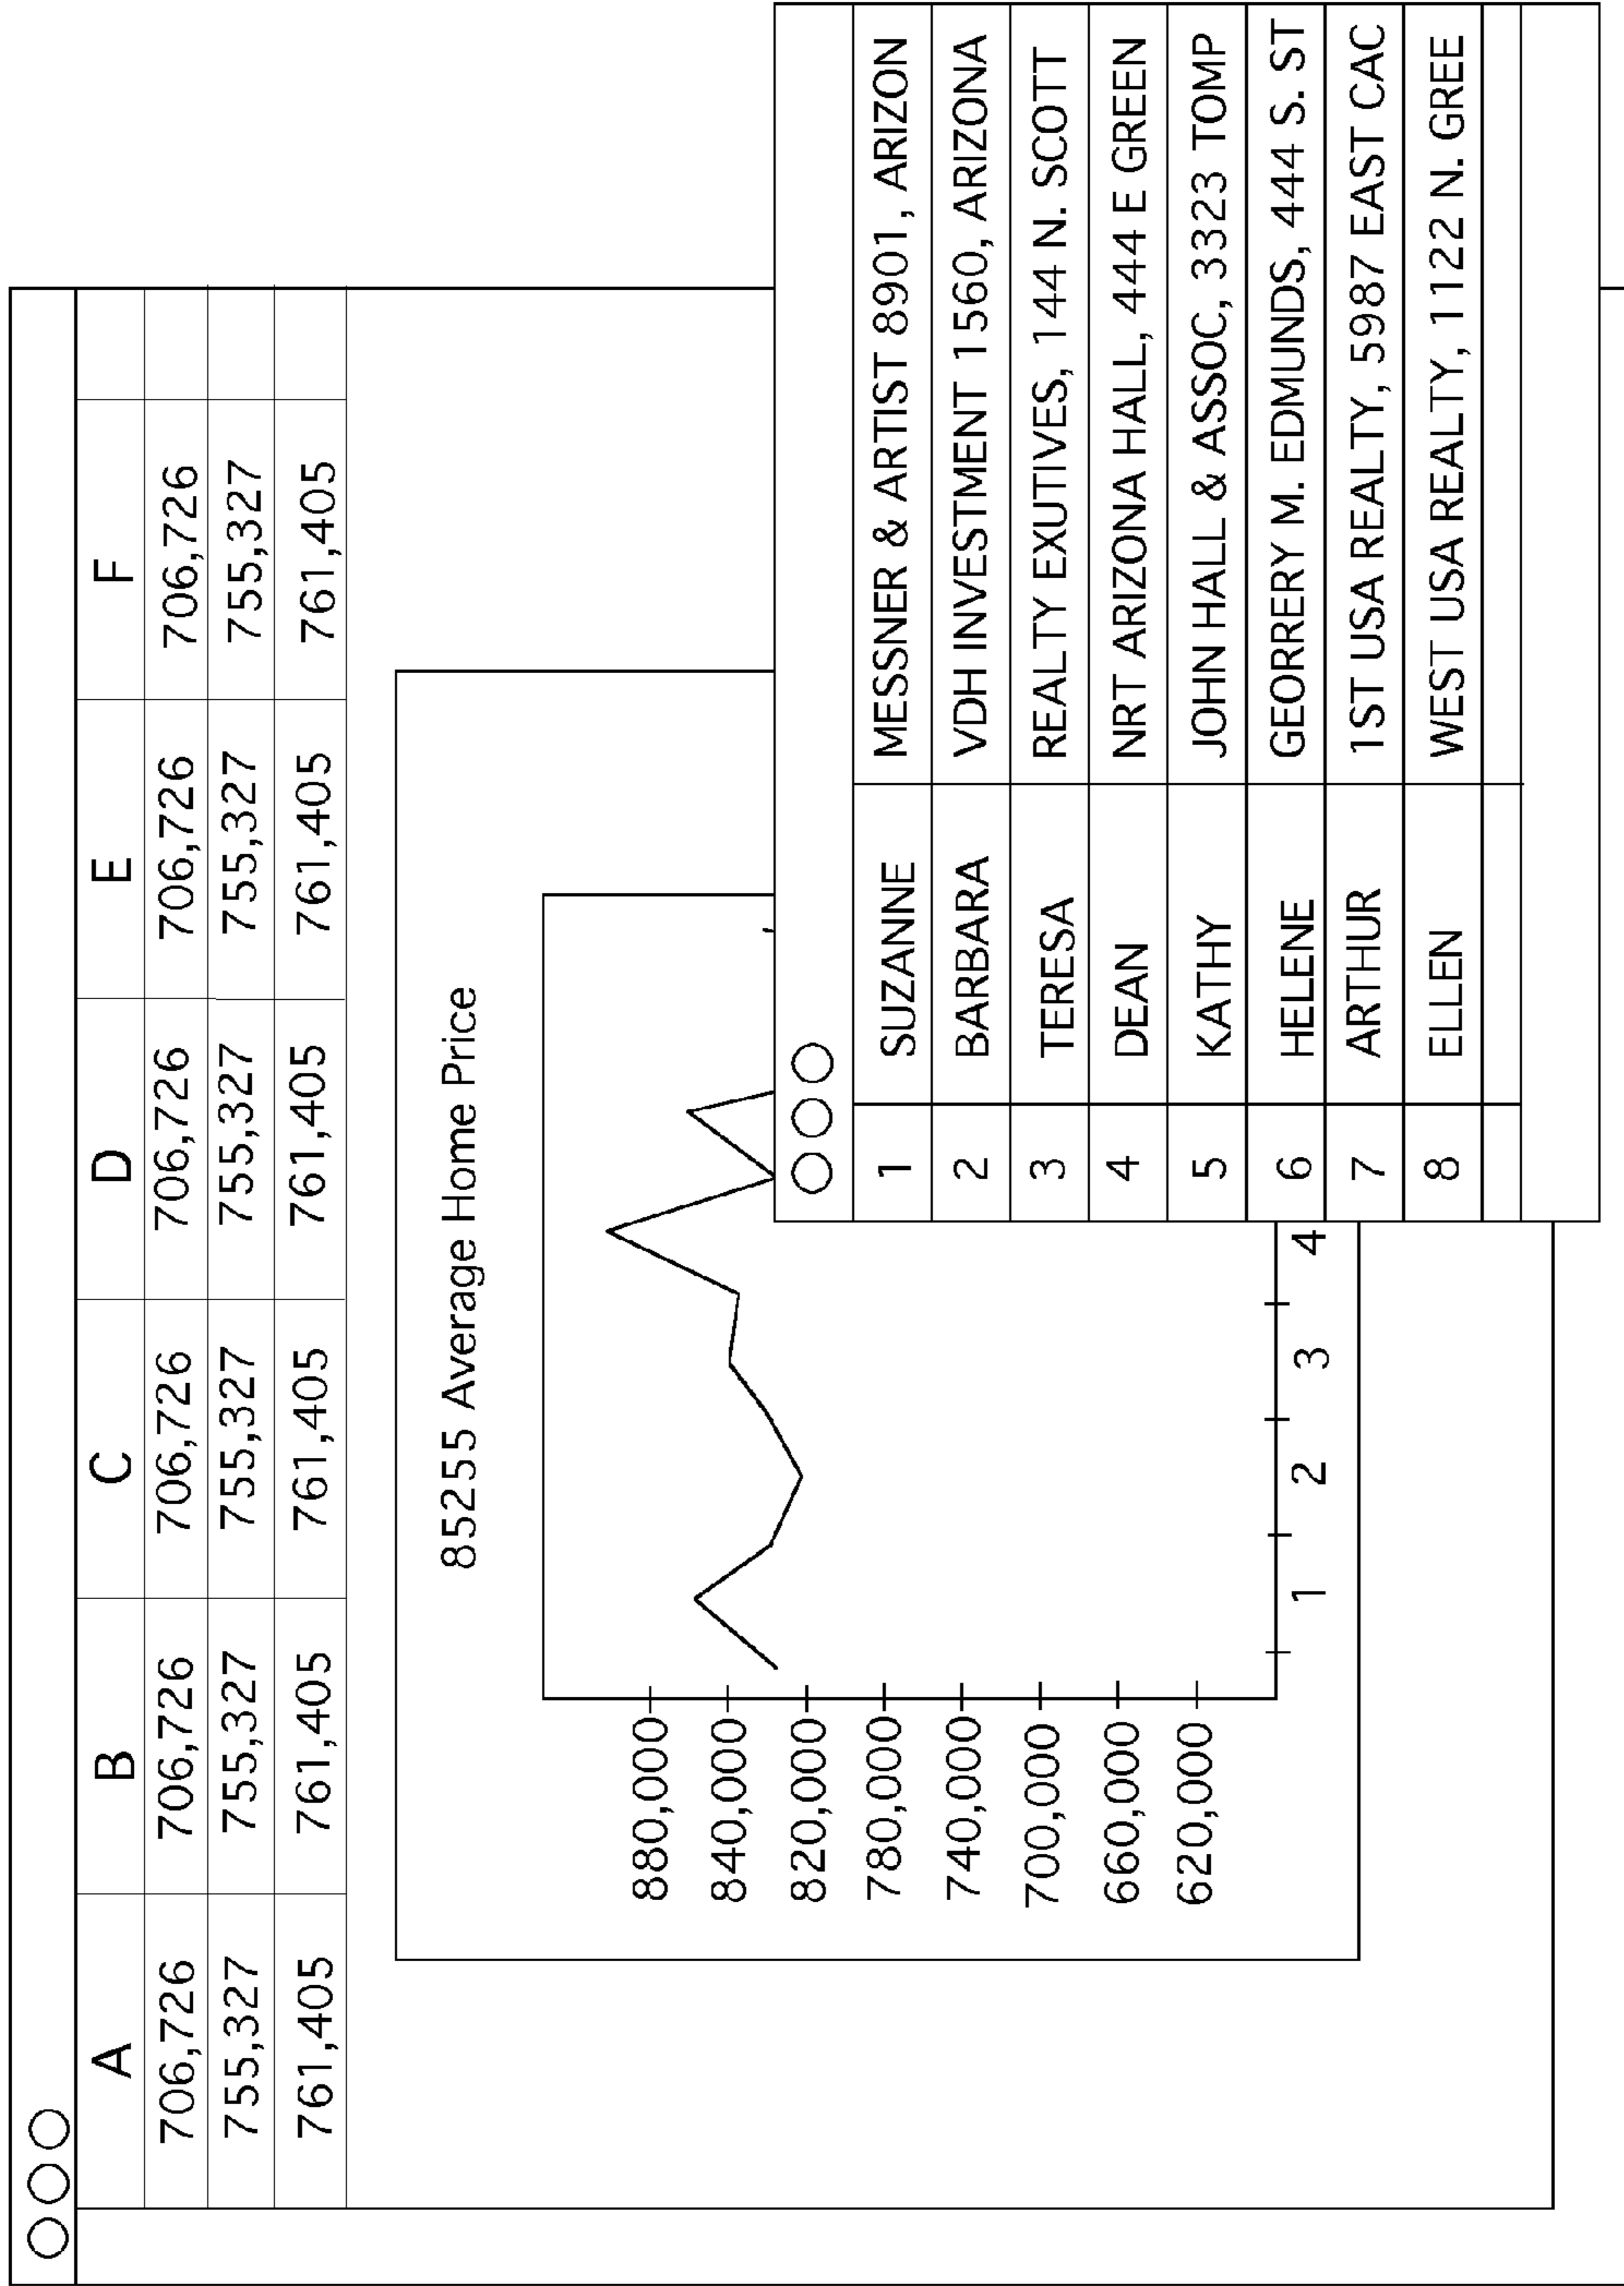 A B C D E F
706,726 706,726 706,726 706,726 706,726 706,726
755,327 755,327 755,327 755,327 755,327 755,327
761,405 761,405 761,405 761,405 761,405 761,405
85255 Average Home Price
880,000
840,000
820,000
780,000
740,000
700,000
660,000
620,000
1 2 3 4
1 SUZANNE MESSNER & ARTIST 8901, ARIZON
2 BARBARA VDH INVESTMENT 1560, ARIZONA
3 TERESA REALTY EXUTIVES, 144 N. SCOTT
4 DEAN NRT ARIZONA HALL, 444 E GREEN
5 KATHY JOHN HALL & ASSOC, 3323 TOMP
6 HELENE GEORRERY M. EDMUNDS, 444 S. ST
7 ARTHUR 1ST USA REALTY, 5987 EAST CAC
8 ELLEN WEST USA REALTY, 1122 N. GREE